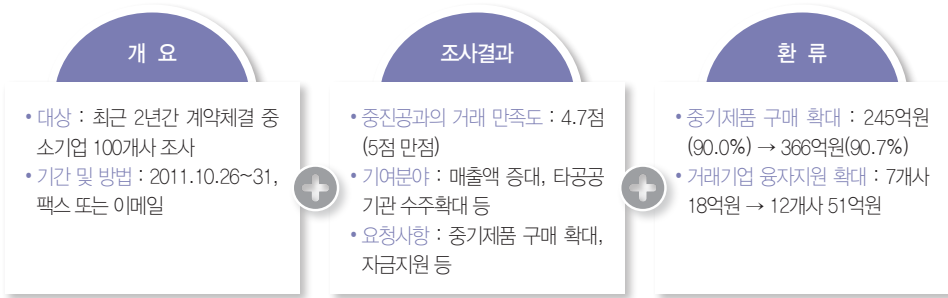 개 요
• 대상 : 최근 2년간 계약체결 중
소기업 100개사 조사
• 기간 및 방법 : 2011.10.26~31,
팩스 또는 이메일
조사결과
• 중진공과의 거래 만족도 : 4.7점
(5점 만점)
• 기여분야 : 매출액 증대, 타공공
기관 수주확대 등
• 요청사항 : 중기제품 구매 확대,
자금지원 등
환 류
• 중기제품 구매 확대 : 245억원
(90.0%) → 366억원(90.7%)
• 거래기업 융자지원 확대 : 7개사
18억원 → 12개사 51억원